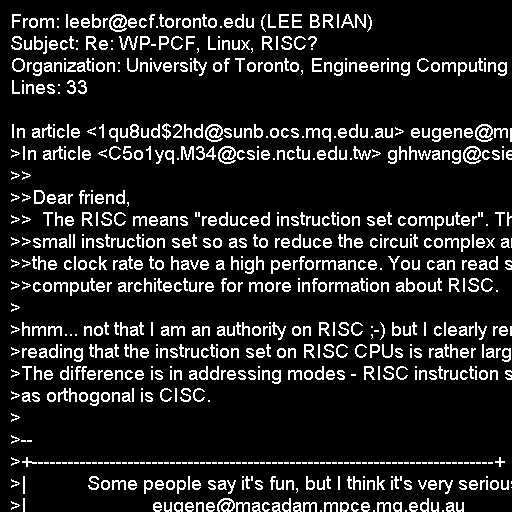 From: leebr@ecf.toronto.edu (LEE BRIAN)
Subject: Re: WP-PCF, Linux, RISC?
Organization: University of Toronto, Engineering Computing
Lines: 33

In article <1qu8ud$2hd@sunb.ocs.mq.edu.au> eugene@mp
>In article <C5o1yq.M34@csie.nctu.edu.tw> ghhwang@csie
>>
>>Dear friend,
>>  The RISC means "reduced instruction set computer". Th
>>small instruction set so as to reduce the circuit complex a
>>the clock rate to have a high performance. You can read s
>>computer architecture for more information about RISC.
>
>hmm... not that I am an authority on RISC ;-) but I clearly re
>reading that the instruction set on RISC CPUs is rather larg
>The difference is in addressing modes - RISC instruction s
>as orthogonal is CISC.
>
>--
>+-----------------------------------------------------------------------------+
>|            Some people say it's fun, but I think it's very seriou
>|                        eugene@macadam.mpce.mq.edu.au